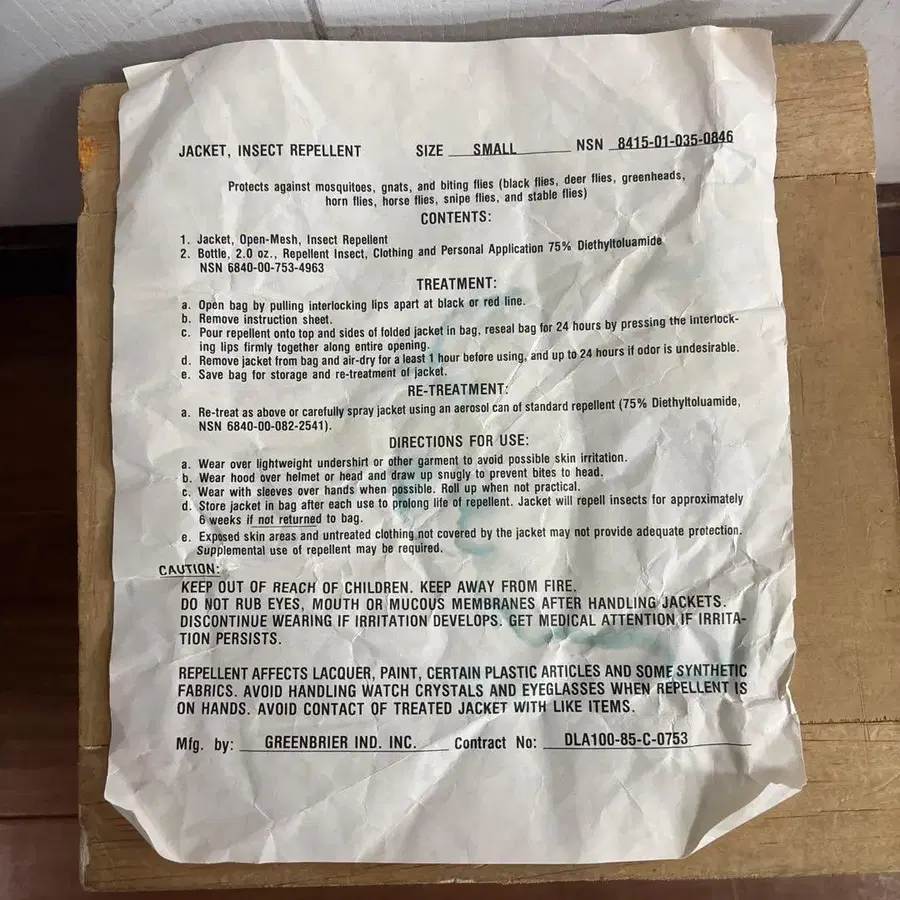 JACKET, INSECT REPELLENT SIZE SMALL NSN 8415-01-035-0846
Protects against mosquitoes, gnats, and biting flies (black flies, deer flies, greenheads,
horn flies, horse flies, snipe flies, and stable flies)
CONTENTS:
1. Jacket, Open-Mesh, Insect Repellent
2. Bottle, 2.0 oz., Repellent Insect, Clothing and Personal Application 75% Diethyltoluamide
NSN 6840-00-753-4963
TREATMENT:
a. Open bag by pulling interlocking lips apart at black or red line.
b. Remove instruction sheet.
c. Pour repellent onto top and sides of folded jacket in bag, reseal bag for 24 hours by pressing the interlock-
ing lips firmly together along entire opening.
d. Remove jacket from bag and air-dry for a least 1 hour before using, and up to 24 hours if odor is undesirable.
e. Save bag for storage and re-treatment of jacket.
RE-TREATMENT:
a. Re-treat as above or carefully spray jacket using an aerosol can of standard repellent (75% Diethyltoluamide,
NSN 6840-00-082-2541).
DIRECTIONS FOR USE:
a. Wear over lightweight undershirt or other garment to avoid possible skin irritation.
b. Wear hood over helmet or head and draw up snugly to prevent bites to head.
c. Wear with sleeves over hands when possible. Roll up when not practical.
d. Store jacket in bag after each use to prolong life of repellent. Jacket will repell insects for approximately
6 weeks if not returned to bag.
e. Exposed skin areas and untreated clothing not covered by the jacket may not provide adequate protection.
Supplemental use of repellent may be required.
CAUTION:
KEEP OUT OF REACH OF CHILDREN. KEEP AWAY FROM FIRE.
DO NOT RUB EYES, MOUTH OR MUCOUS MEMBRANES AFTER HANDLING JACKETS.
DISCONTINUE WEARING IF IRRITATION DEVELOPS. GET MEDICAL ATTENTION IF IRRITA-
TION PERSISTS.
REPELLENT AFFECTS LACQUER, PAINT, CERTAIN PLASTIC ARTICLES AND SOME SYNTHETIC
FABRICS. AVOID HANDLING WATCH CRYSTALS AND EYEGLASSES WHEN REPELLENT IS
ON HANDS. AVOID CONTACT OF TREATED JACKET WITH LIKE ITEMS.
Mfg. by: GREENBRIER IND. INC. Contract No: DLA100-85-C-0753